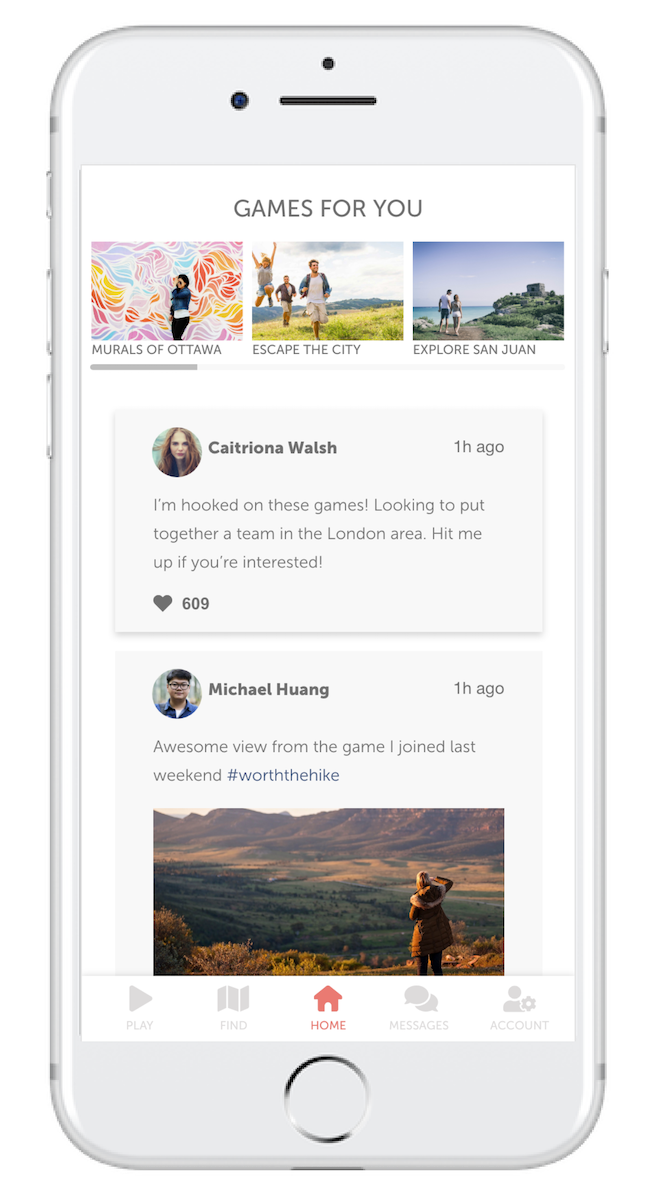 GAMES FOR YOU
MURALS OF OTTAWA
ESCAPE THE CITY
EXPLORE SAN JUAN
Caitriona Walsh
1h ago
I’m hooked on these games! Looking to put
together a team in the London area. Hit me
up if you’re interested!
609
Michael Huang
1h ago
Awesome view from the game I joined last
weekend #worththehike
PLAY
FIND
HOME
MESSAGES
ACCOUNT